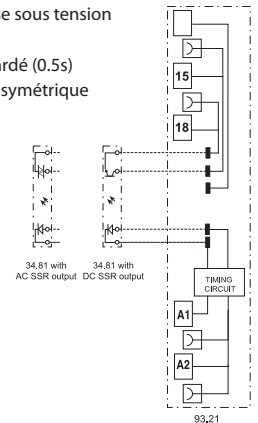 se sous tension
rdé (0.5s)
symétrique
15
18
34.81 with
AC SSR output
34.81 with
DC SSR output
TIMING
CIRCUIT
A1
A2
93.21